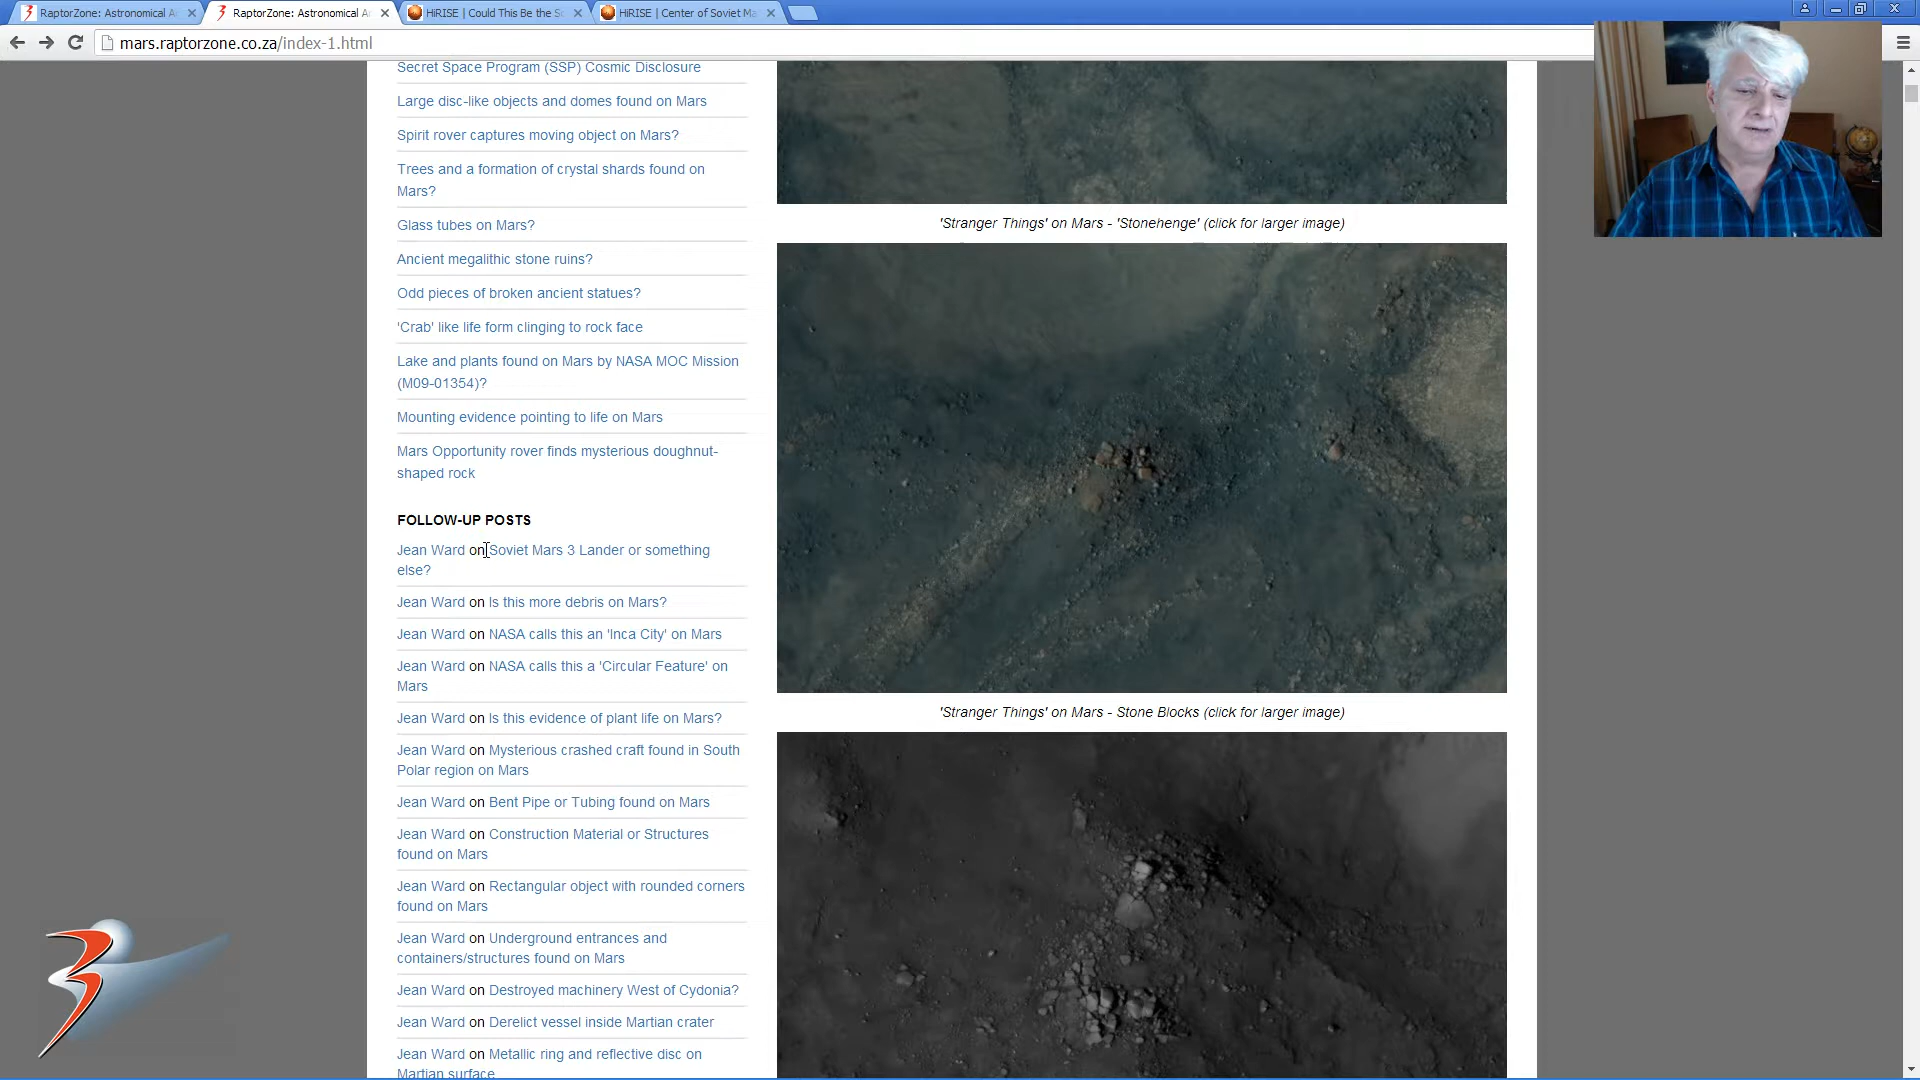 RaptorZone: Astronomical A
RaptorZone: Astronomical A
HiRISE | Could This Be the S
HiRISE | Center of Soviet Ma
mars.raptorzone.co.za/index-1.html
Secret Space Program (SSP) Cosmic Disclosure
Large disc-like objects and domes found on Mars
Spirit rover captures moving object on Mars?
Trees and a formation of crystal shards found on
Mars?
Glass tubes on Mars?
Ancient megalithic stone ruins?
Odd pieces of broken ancient statues?
'Crab' like life form clinging to rock face
Lake and plants found on Mars by NASA MOC Mission
(M09-01354)?
Mounting evidence pointing to life on Mars
Mars Opportunity rover finds mysterious doughnut-
shaped rock
FOLLOW-UP POSTS
Jean Ward on Soviet Mars 3 Lander or something
else?
Jean Ward on Is this more debris on Mars?
Jean Ward on NASA calls this an 'Inca City' on Mars
Jean Ward on NASA calls this a 'Circular Feature' on
Mars
Jean Ward on Is this evidence of plant life on Mars?
Jean Ward on Mysterious crashed craft found in South
Polar region on Mars
Jean Ward on Bent Pipe or Tubing found on Mars
Jean Ward on Construction Material or Structures
found on Mars
Jean Ward on Rectangular object with rounded corners
found on Mars
Jean Ward on Underground entrances and
containers/structures found on Mars
Jean Ward on Destroyed machinery West of Cydonia?
Jean Ward on Derelict vessel inside Martian crater
Jean Ward on Metallic ring and reflective disc on
Martian surface
'Stranger Things' on Mars - 'Stonehenge' (click for larger image)
'Stranger Things' on Mars - Stone Blocks (click for larger image)